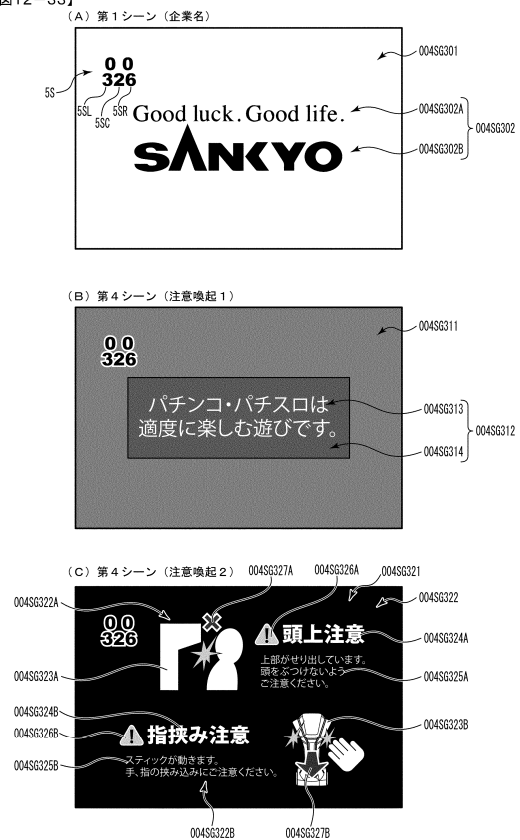 【図12-33】
(A) 第1シーン (企業名)
004SG301
0 0
326
5S
5SL
5SC
5SR
Good luck. Good life.
SANKYO
004SG302A
004SG302B
004SG302
(B) 第4シーン (注意喚起1)
004SG311
0 0
326
パチンコ・パチスロは
適度に楽しむ遊びです。
004SG313
004SG314
004SG312
(C) 第4シーン (注意喚起2)
004SG327A
004SG326A
004SG321
004SG322
004SG322A
0 0
326
頭上注意
004SG324A
上部がせり出しています。
頭をぶつけないよう
ご注意ください。
004SG325A
004SG323A
004SG324B
004SG326B
指挟み注意
004SG323B
004SG325B
スティックが動きます。
手、指の挟み込みにご注意ください。
004SG322B
004SG327B